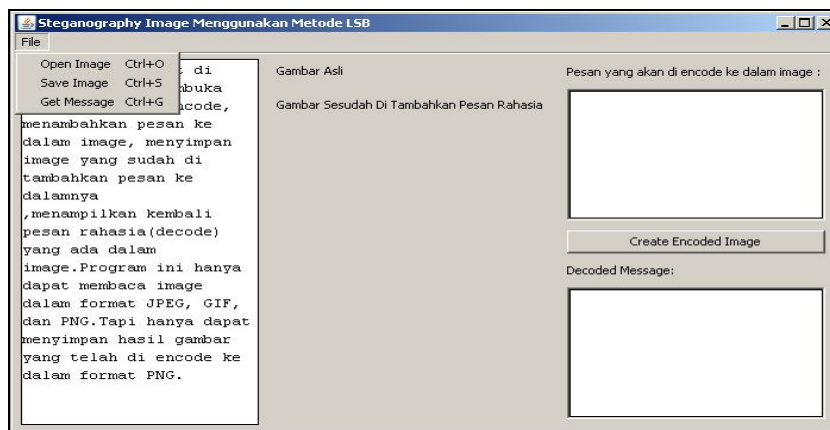 Steganography Image Menggunakan Metode LSB
File
Open Image Ctrl+O
Save Image Ctrl+S
Get Message Ctrl+G
di
buka
code,
menambahkan pesan ke
dalam image, menyimpan
image yang sudah di
tambahkan pesan ke
dalamnya
,menampilkan kembali
pesan rahasia(decode)
yang ada dalam
image.Program ini hanya
dapat membaca image
dalam format JPEG, GIF,
dan PNG.Tapi hanya dapat
menyimpan hasil gambar
yang telah di encode ke
dalam format PNG.
Gambar Asli
Gambar Sesudah Di Tambahkan Pesan Rahasia
Pesan yang akan di encode ke dalam image :
Create Encoded Image
Decoded Message: